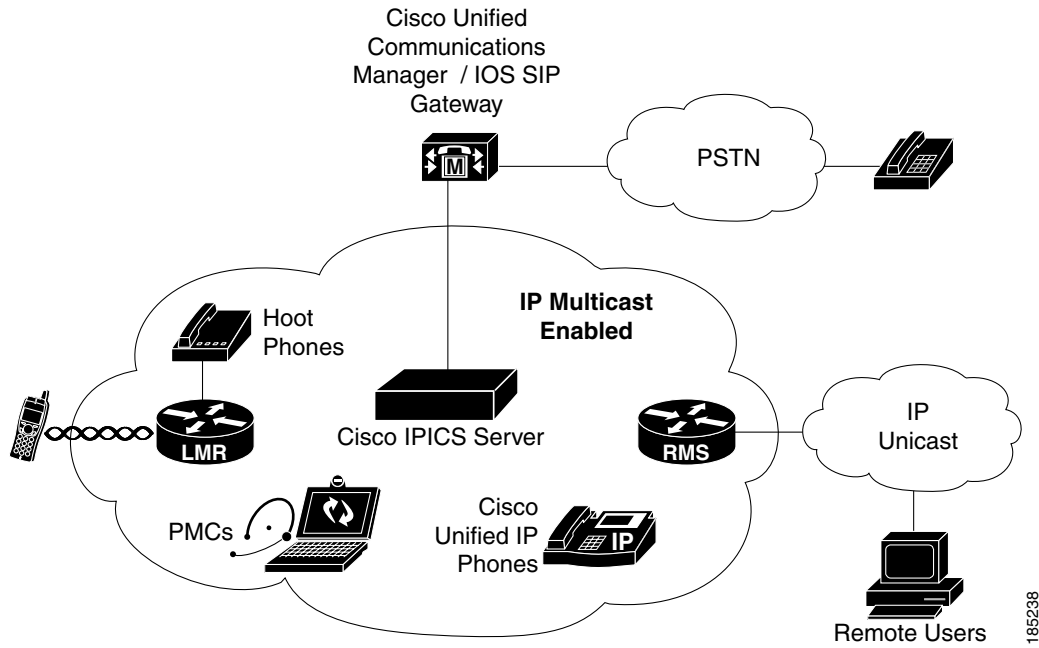 Cisco Unified
Communications
Manager / IOS SIP
Gateway
M
PSTN
IP Multicast
Enabled
Hoot
Phones
Cisco IPICS Server
LMR
RMS
IP
Unicast
PMCs
Cisco
Unified IP
Phones
IP
Remote Users
185238